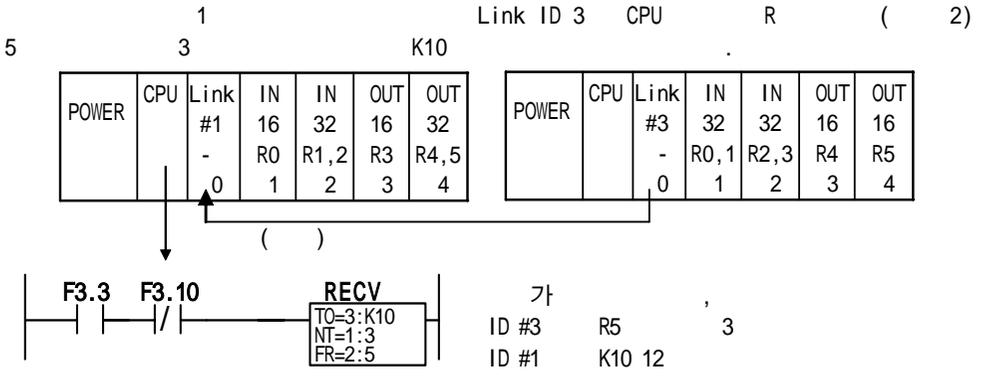 1 Link ID 3 CPU R ( 2)
5 3 K10 .
POWER CPU Link #1 - 0 IN 16 R0 1 IN 32 R1,2 2 OUT 16 R3 3 OUT 32 R4,5 4
POWER CPU Link #3 - 0 IN 32 R0,1 1 IN 32 R2,3 2 OUT 16 R4 3 OUT 16 R5 4
( )
F3.3 F3.10 RECV
TO=3:K10
NT=1:3
FR=2:5
가 ,
ID #3 R5 3
ID #1 K10 12